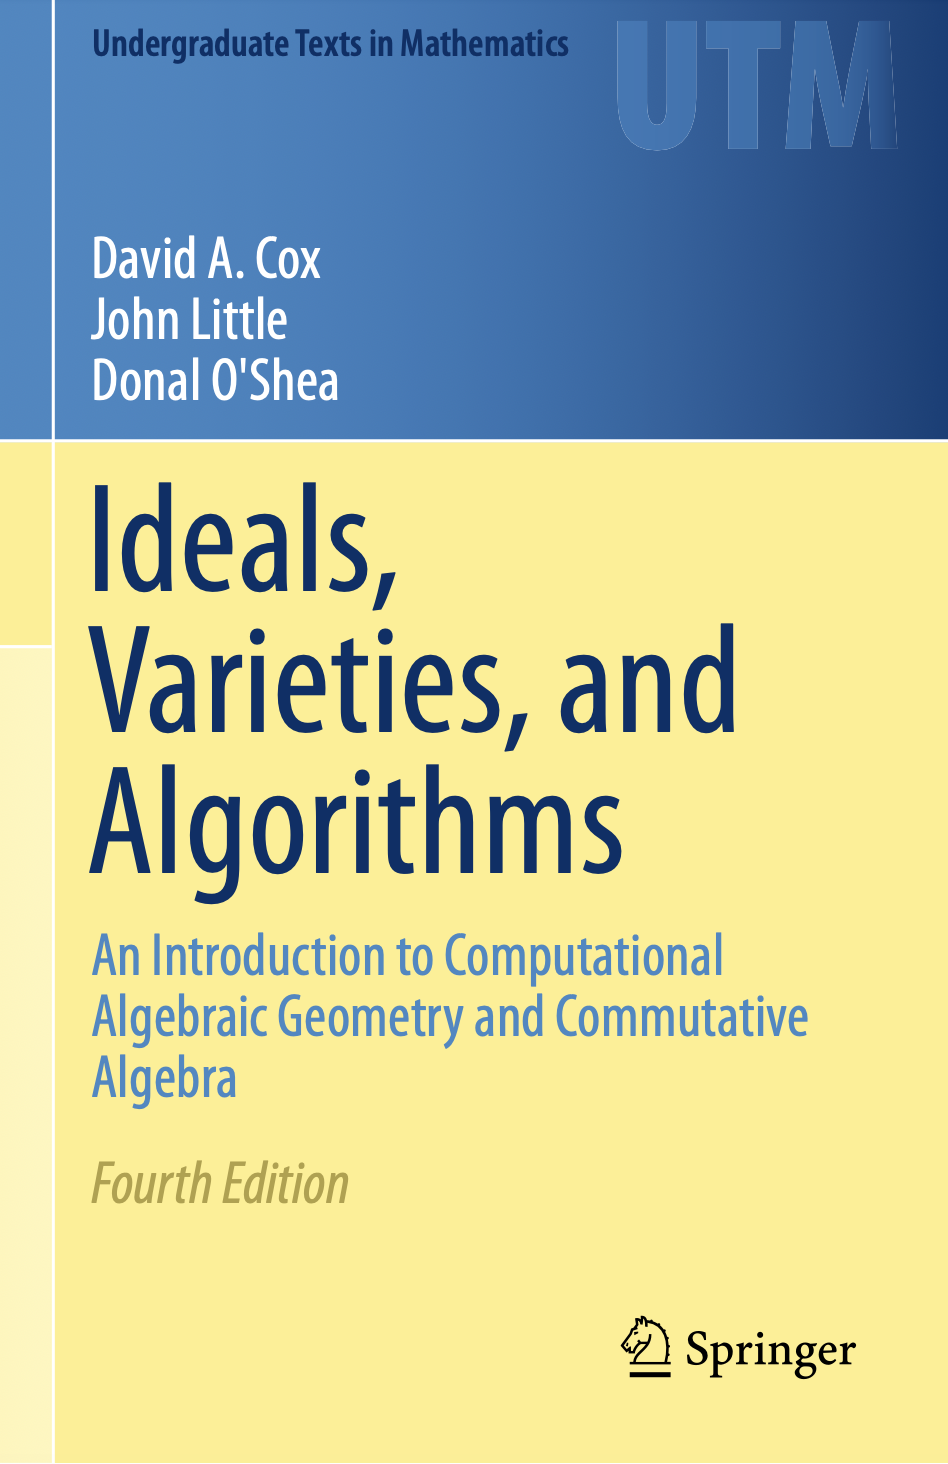 Undergraduate Texts in Mathematics
UTM
David A. Cox
John Little
Donal O'Shea
Ideals,
Varieties, and
Algorithms
An Introduction to Computational
Algebraic Geometry and Commutative
Algebra
Fourth Edition
Springer